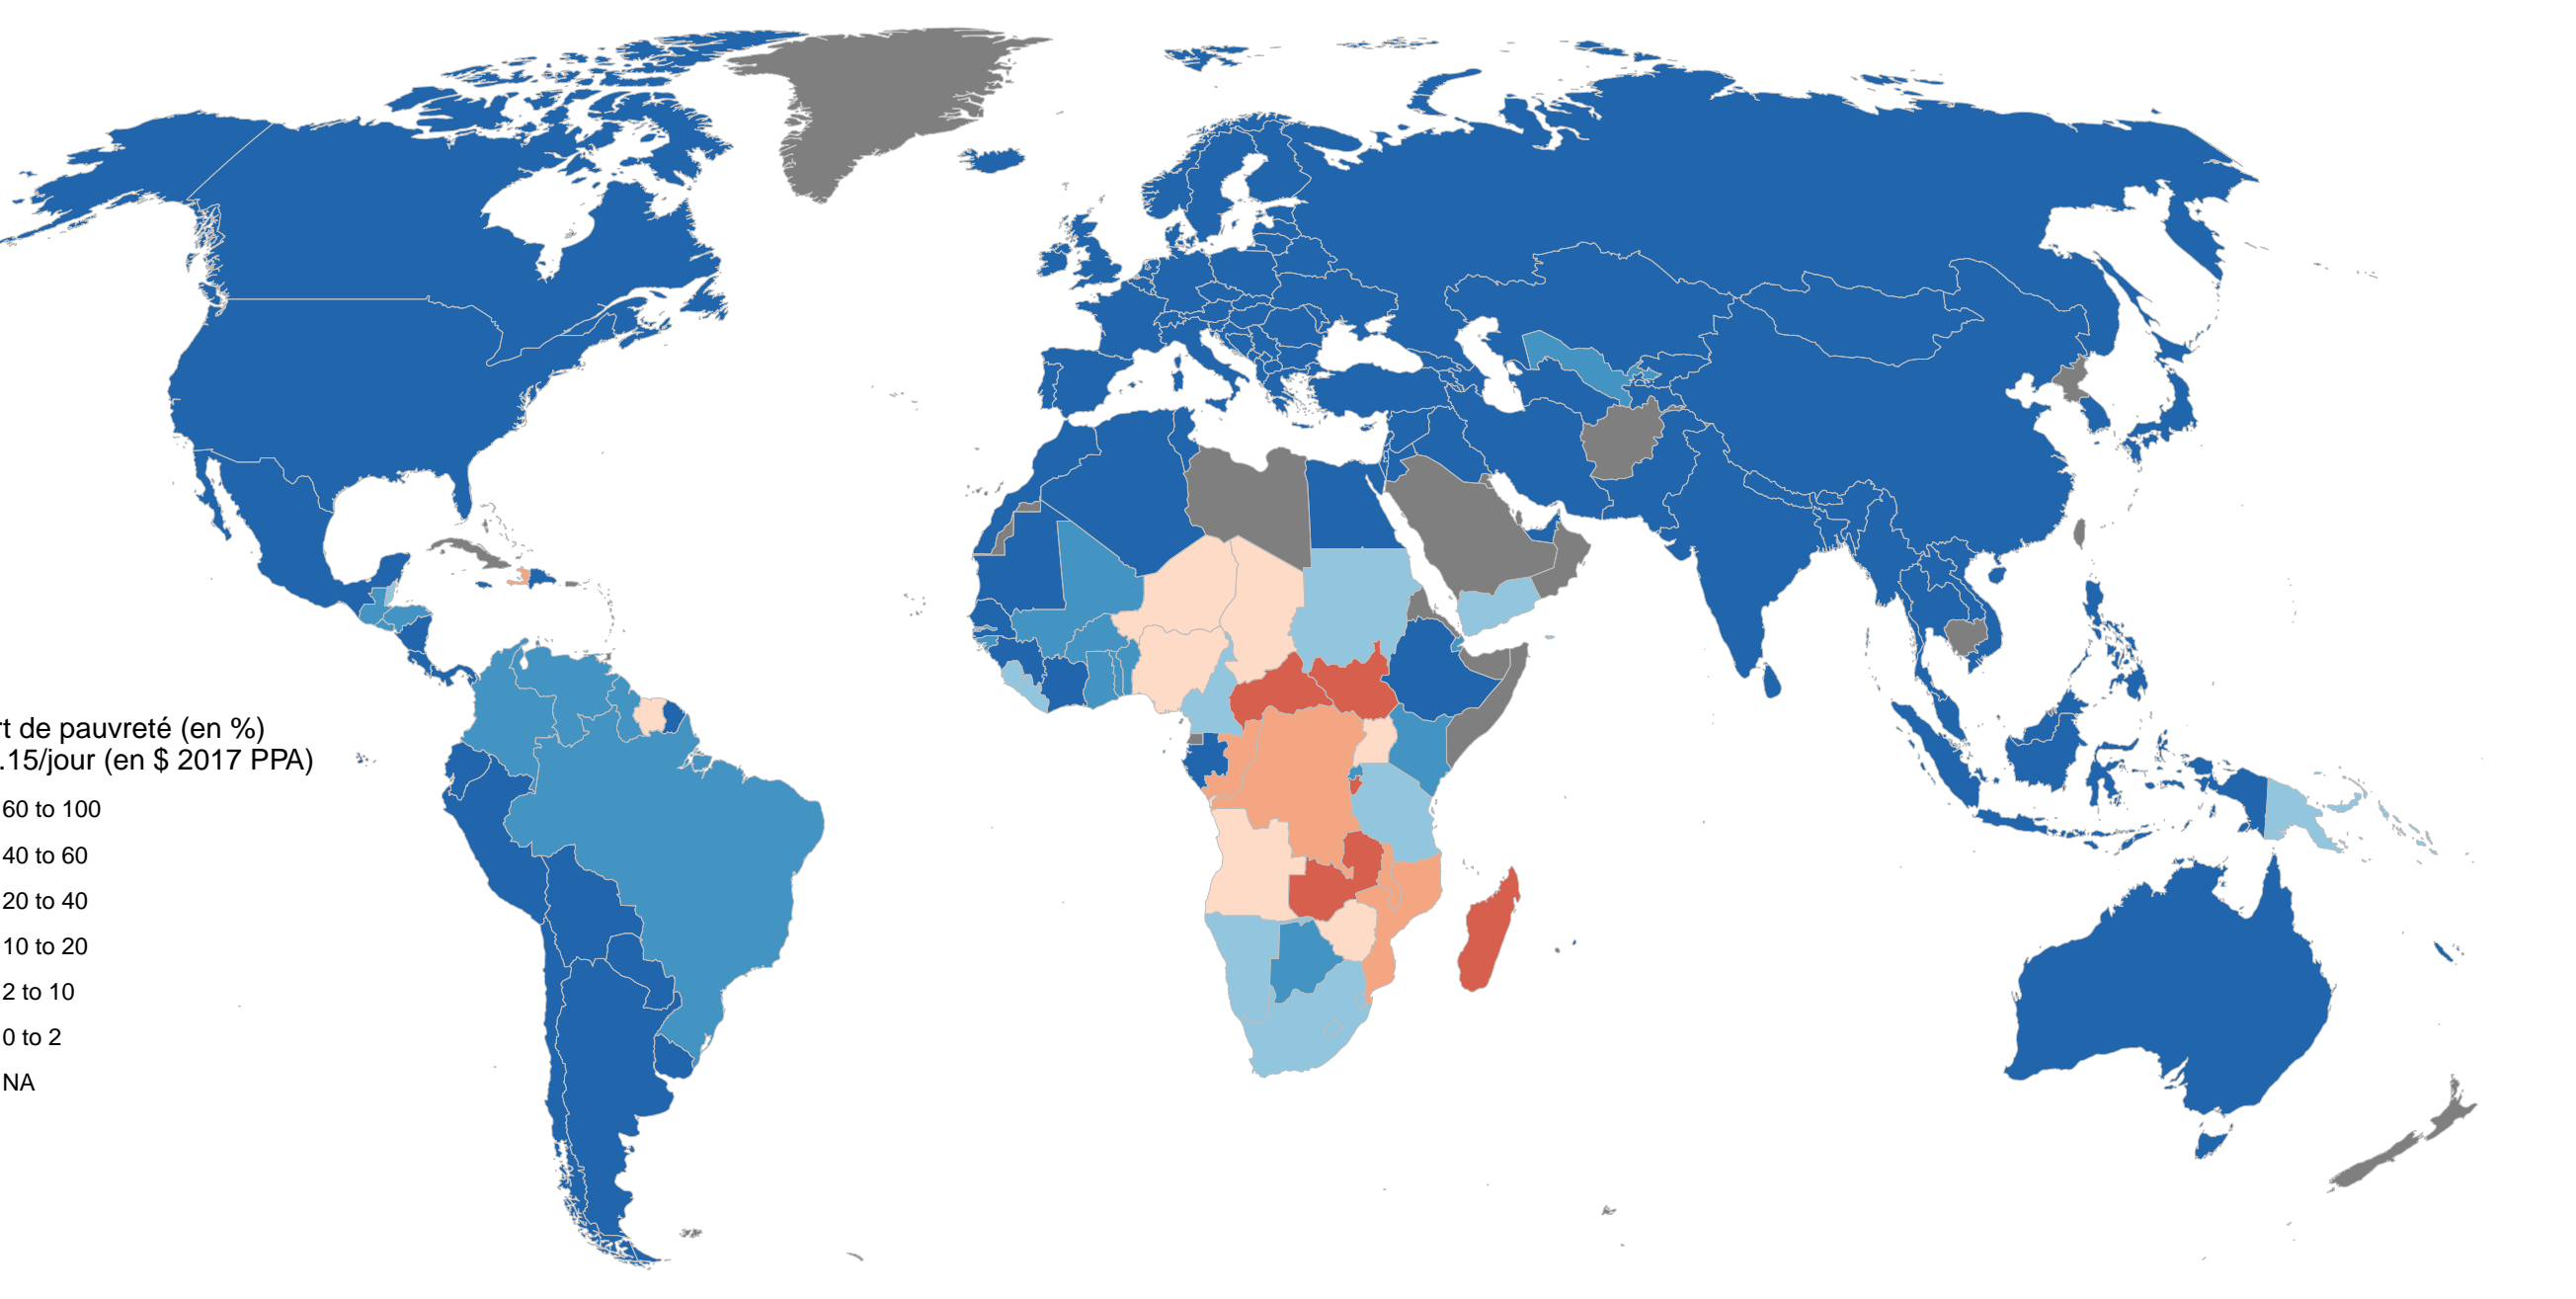 rt de pauvreté (en %)
.15/jour (en $ 2017 PPA)
60 to 100
40 to 60
20 to 40
10 to 20
2 to 10
0 to 2
NA